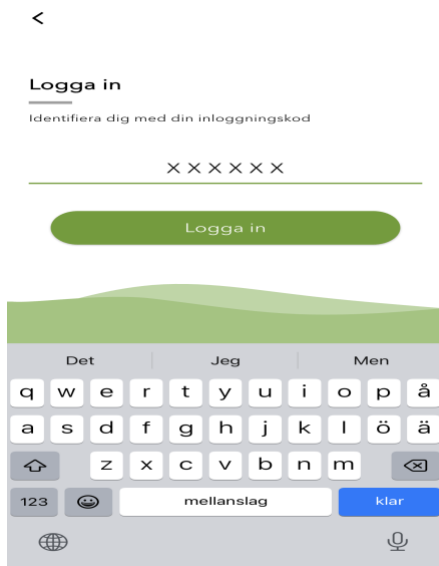 Logga in
Identifiera dig med din inloggningskod
××××××
Logga in
Det Jeg Men
q w e r t y u i o p å
a s d f g h j k l ö ä
z x c v b n m
123 mellanslag klar